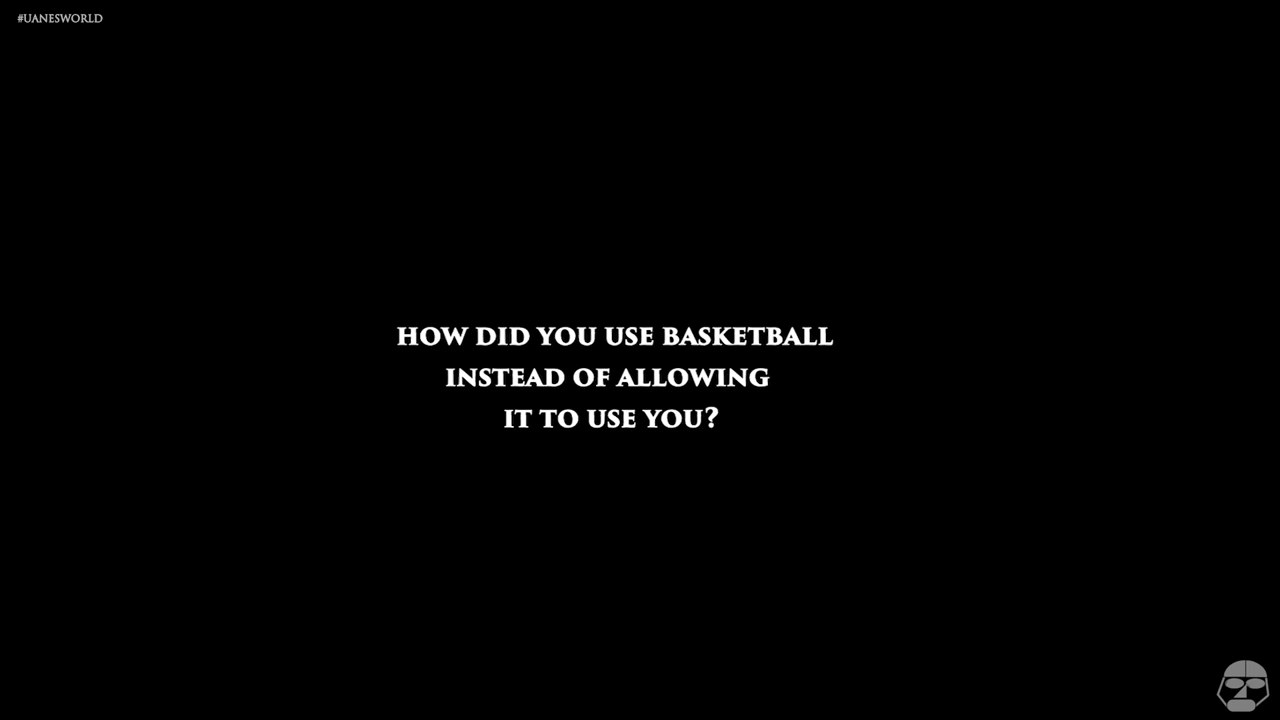 #UANESWORLD
HOW DID YOU USE BASKETBALL
INSTEAD OF ALLOWING
IT TO USE YOU?